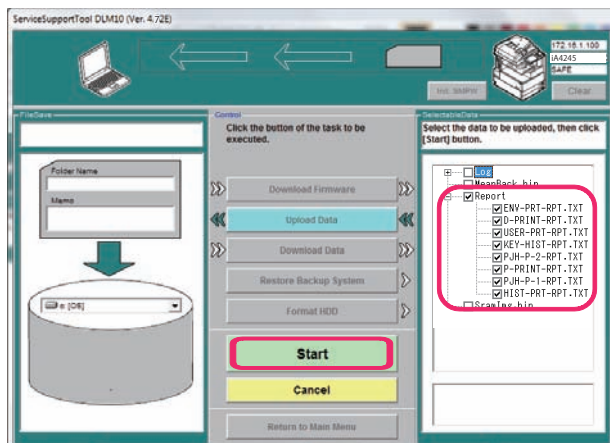 ServiceSupportTool DLM10 (Ver. 4.72E)
172.16.1.100
iA4245
SAFE
Init. SMPW
Clear
FileSave
Folder Name
Memo
e: [OS]
Control
Click the button of the task to be
executed.
Download Firmware
Upload Data
Download Data
Restore Backup System
Format HDD
Start
Cancel
Return to Main Menu
SelectableData
Select the data to be uploaded, then click
[Start] button.
Log
MeanBack.bin
Report
ENV-PRT-RPT.TXT
D-PRINT-RPT.TXT
USER-PRT-RPT.TXT
KEY-HIST-RPT.TXT
PJH-P-2-RPT.TXT
P-PRINT-RPT.TXT
PJH-P-1-RPT.TXT
HIST-PRT-RPT.TXT
SramImg.bin